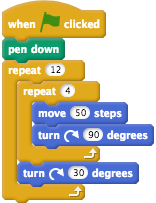 when clicked
pen down
repeat 12
repeat 4
move 50 steps
turn 90 degrees
turn 30 degrees